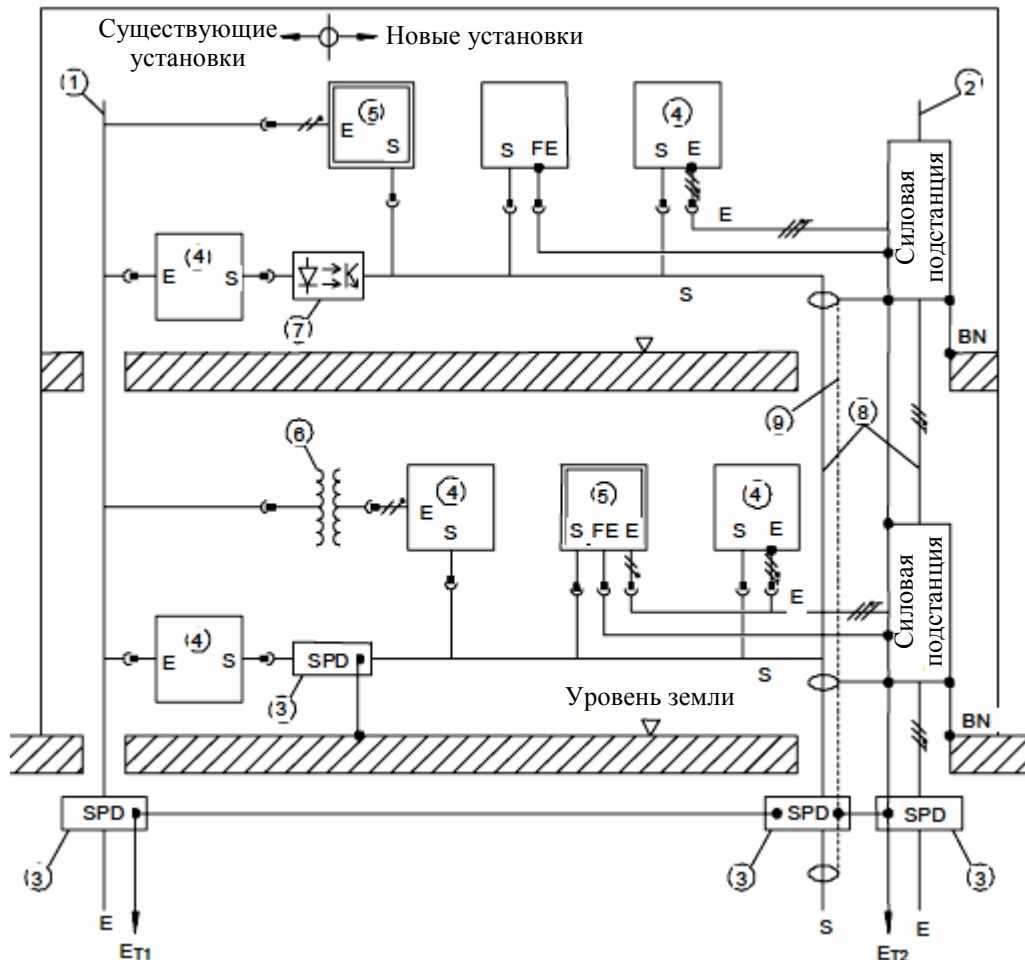 Существующие
установки
Новые установки
1
2
5
E
S
S FE
4
S E
E
Силовая
подстанция
4
E S
7
S
BN
9
8
6
4
E
S
5
S FE E
4
S E
E
Силовая
подстанция
4
E S
SPD
3
S
Уровень земли
BN
SPD
SPD
SPD
3
3
3
E
ET1
S
ET2
E